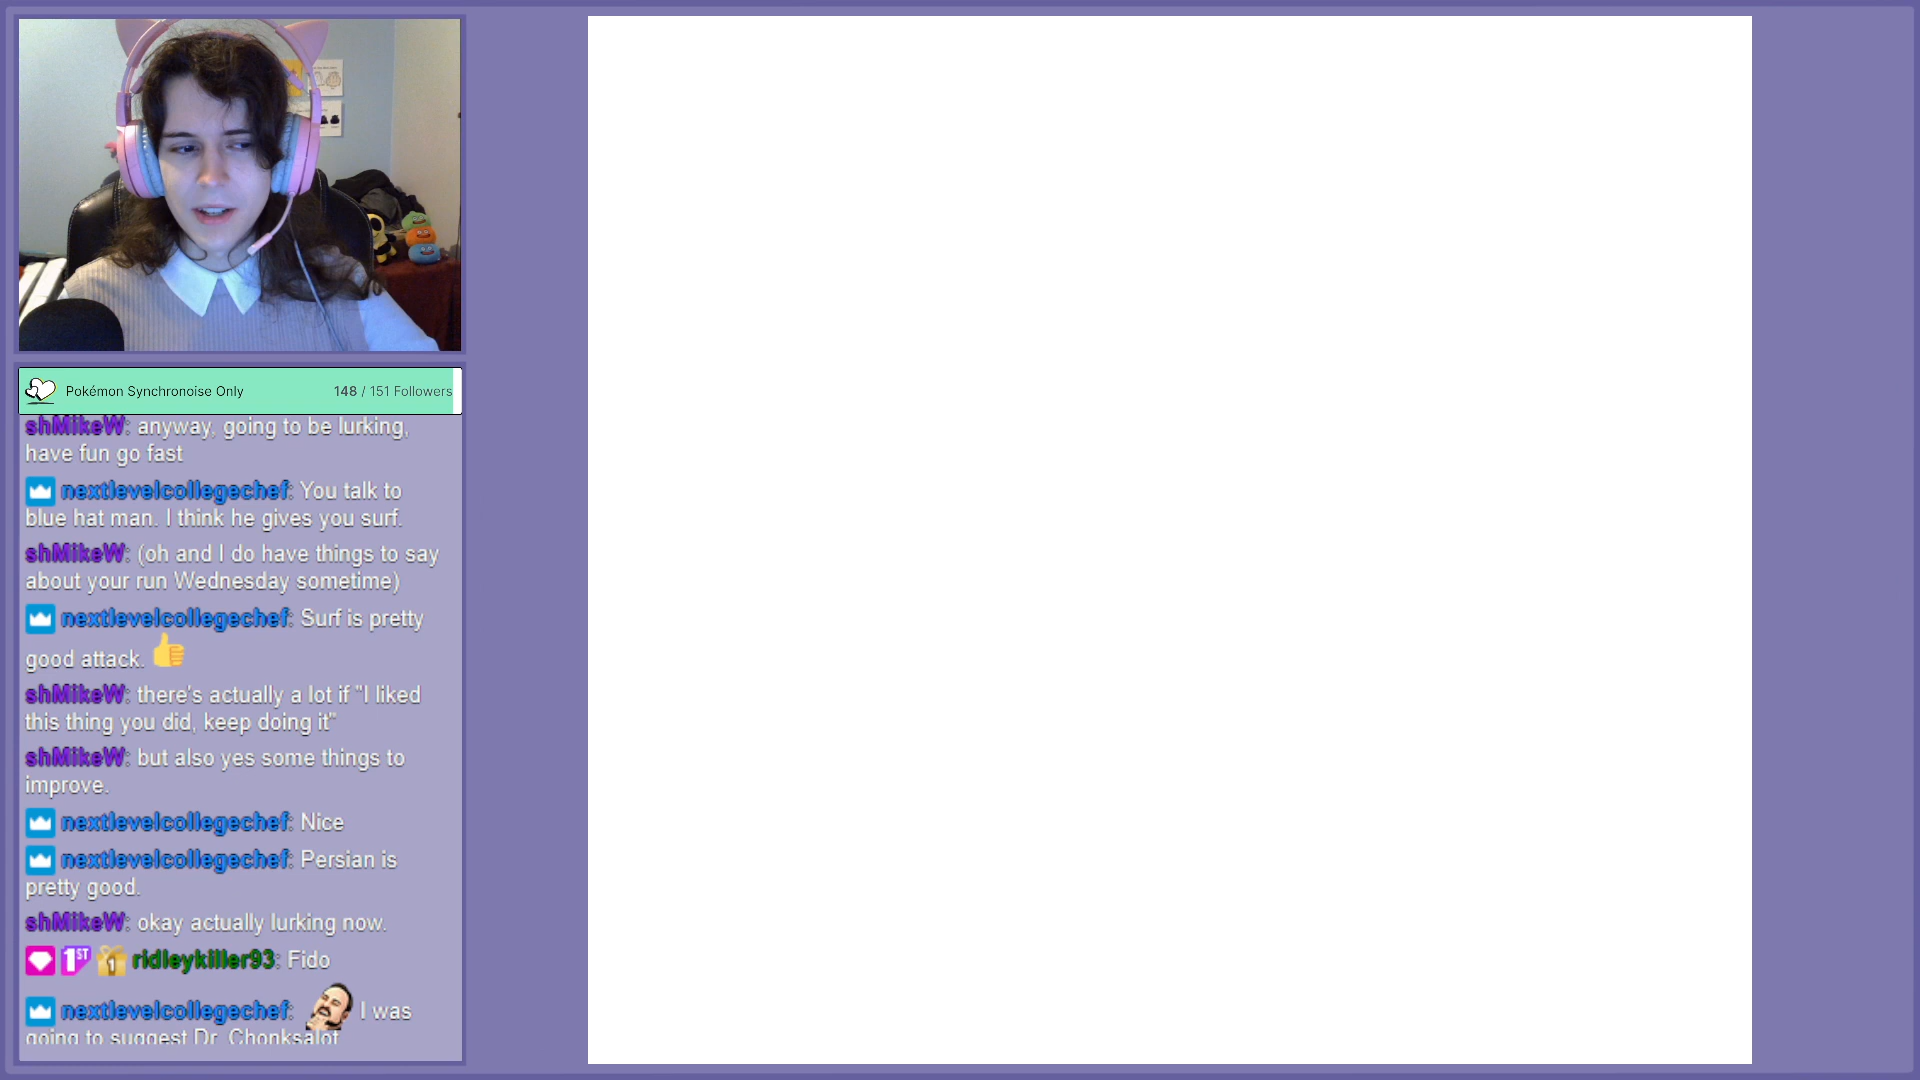 Pokémon Synchronoise Only 148 / 151 Followers
shMikeW: anyway, going to be lurking,
have fun go fast
nextlevelcollegechef: You talk to
blue hat man. I think he gives you surf.
shMikeW: (oh and I do have things to say
about your run Wednesday sometime)
nextlevelcollegechef: Surf is pretty
good attack.
shMikeW: there's actually a lot if "I liked
this thing you did, keep doing it"
shMikeW: but also yes some things to
improve.
nextlevelcollegechef: Nice
nextlevelcollegechef: Persian is
pretty good.
shMikeW: okay actually lurking now.
1ST 1 ridleykiller93: Fido
nextlevelcollegechef: I was
going to suggest Dr. Chonksalot